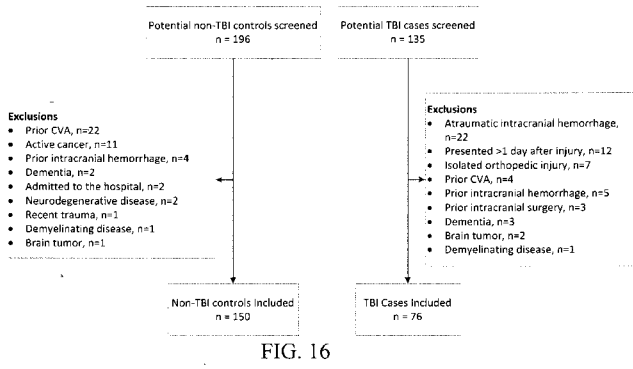 Potential non-TBI controls screened
n = 196
Potential TBI cases screened
n = 135
Exclusions
• Prior CVA, n=22
• Active cancer, n=11
• Prior intracranial hemorrhage, n=4
• Dementia, n=2
• Admitted to the hospital, n=2
• Neurodegenerative disease, n=2
• Recent trauma, n=1
• Demyelinating disease, n=1
• Brain tumor, n=1
Exclusions
• Atraumatic intracranial hemorrhage,
n=22
• Presented >1 day after injury, n=12
• Isolated orthopedic injury, n=7
• Prior CVA, n=4
• Prior intracranial hemorrhage, n=5
• Prior intracranial surgery, n=3
• Dementia, n=3
• Brain tumor, n=2
• Demyelinating disease, n=1
Non-TBI controls Included
n = 150
TBI Cases Included
n = 76
FIG. 16